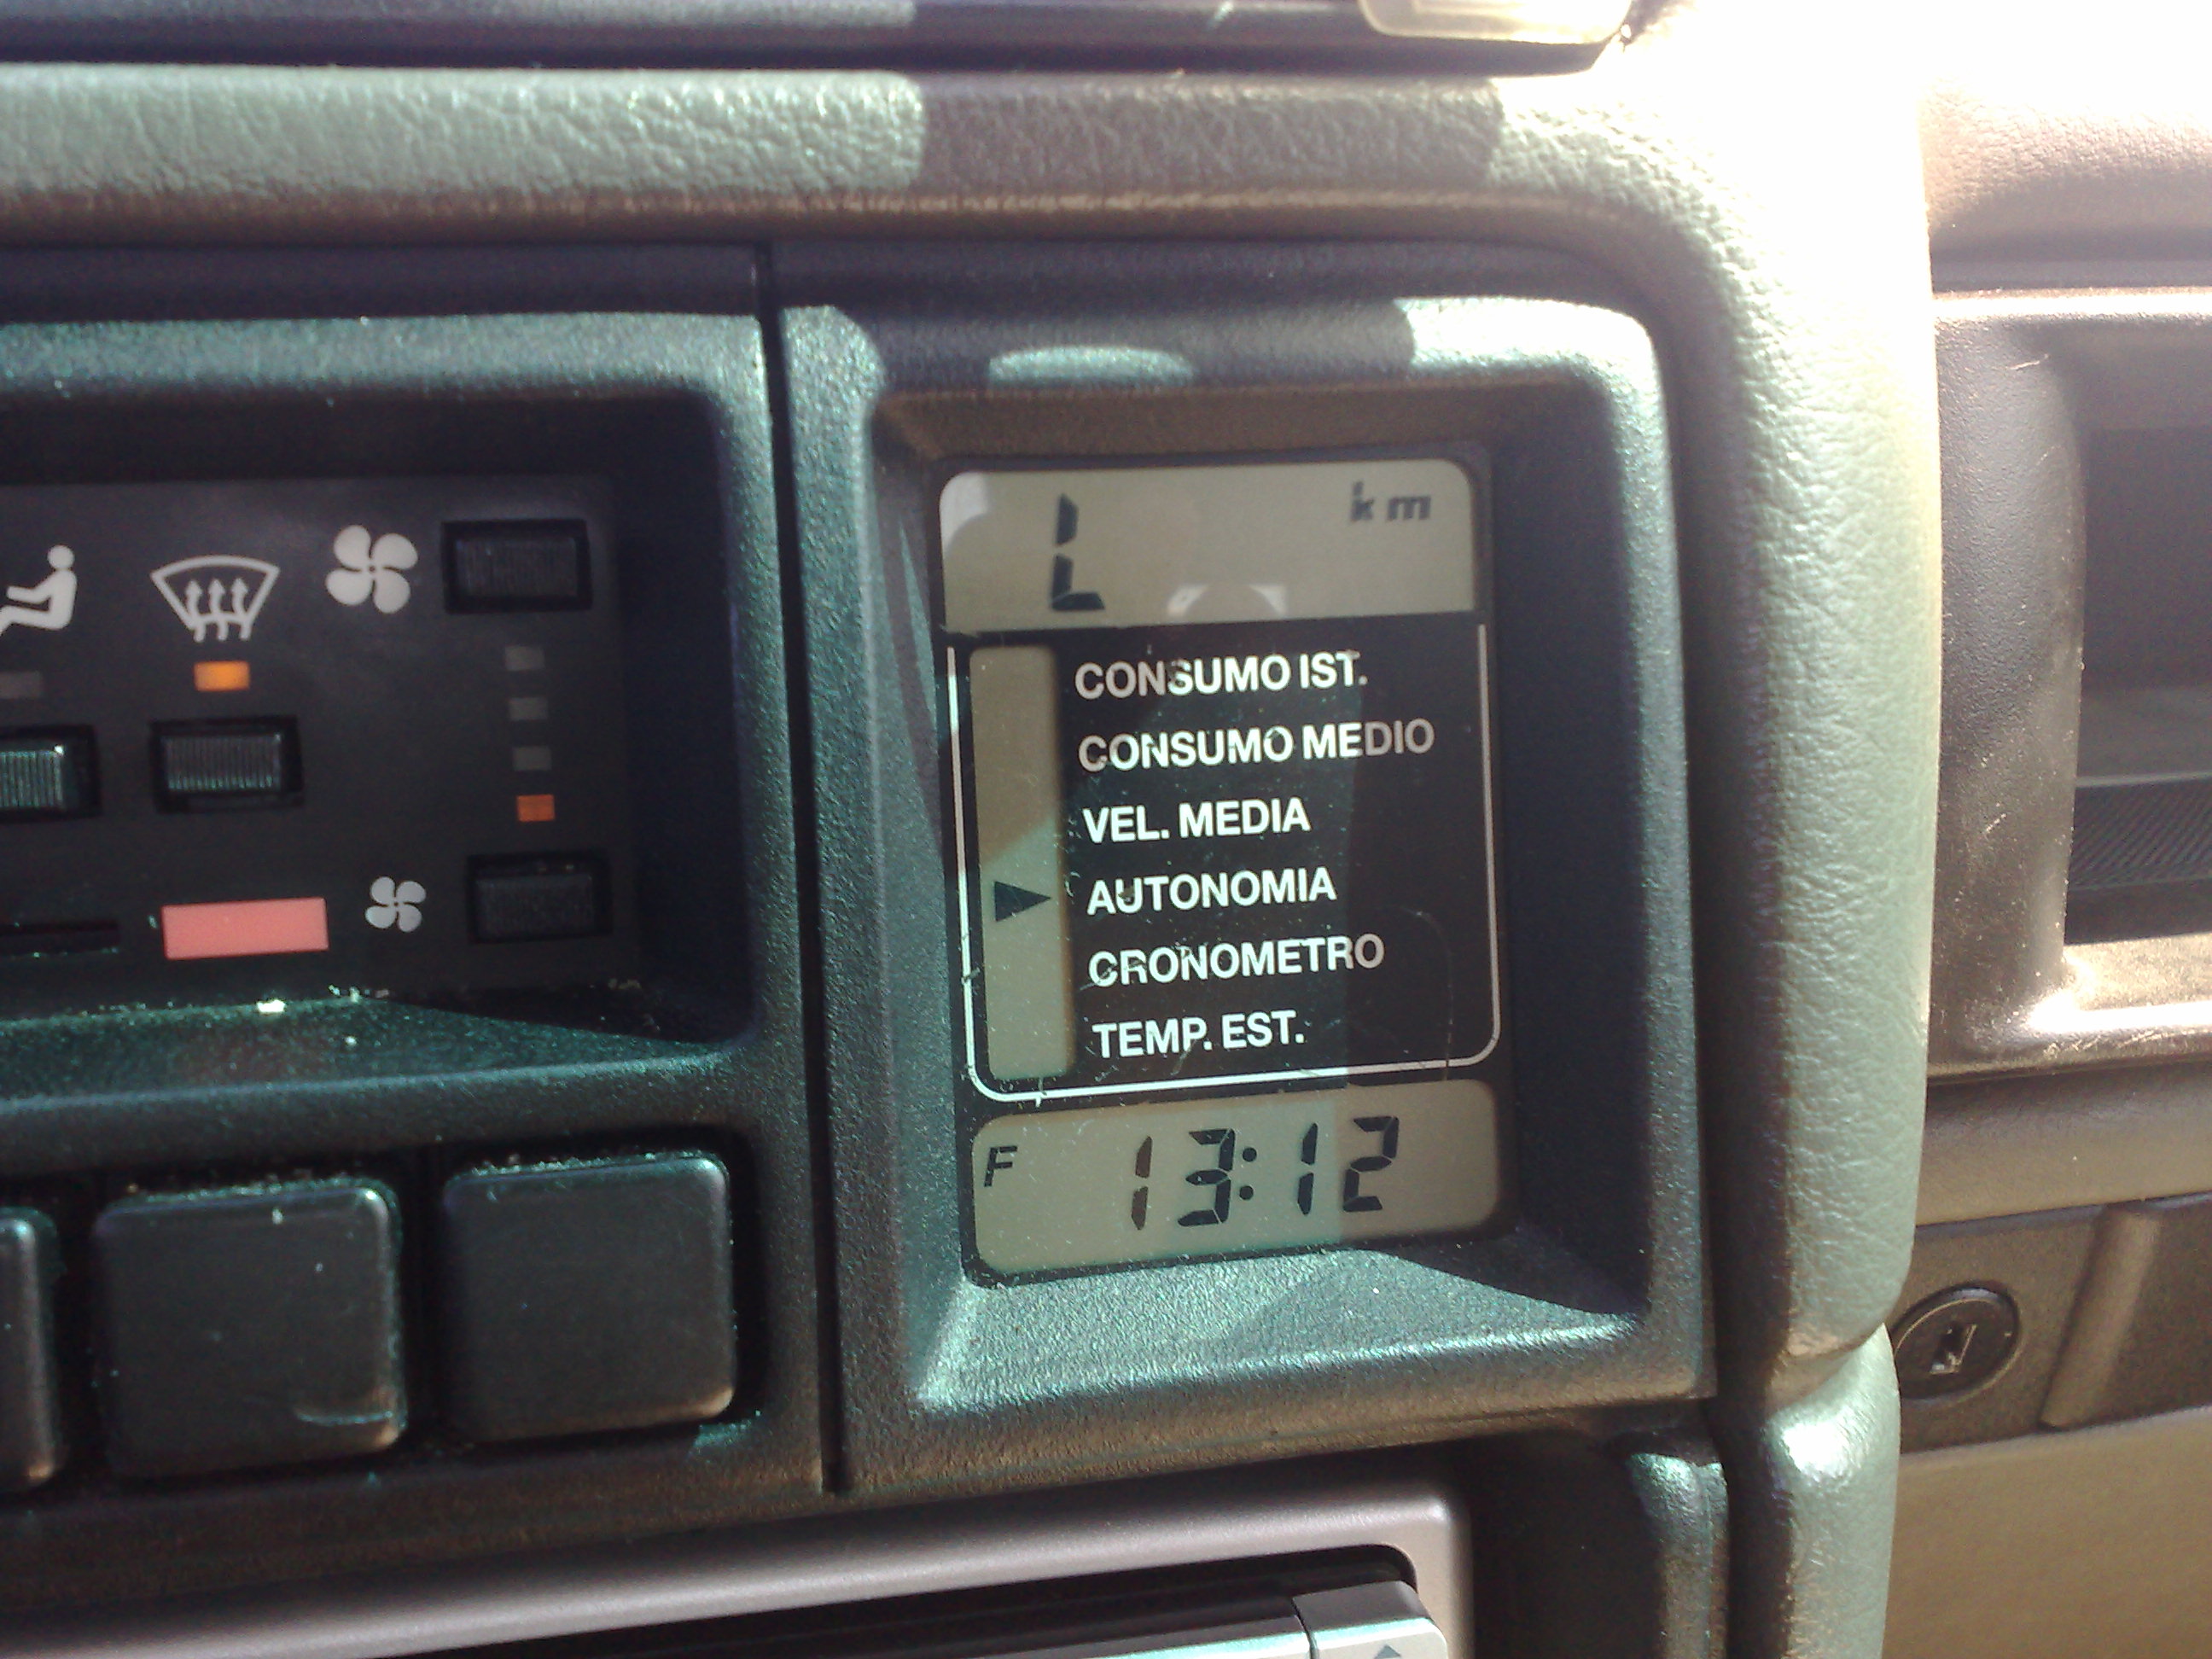 L km
CONSUMO IST.
CONSUMO MEDIO
VEL. MEDIA
AUTONOMIA
CRONOMETRO
TEMP. EST.
F 13:12